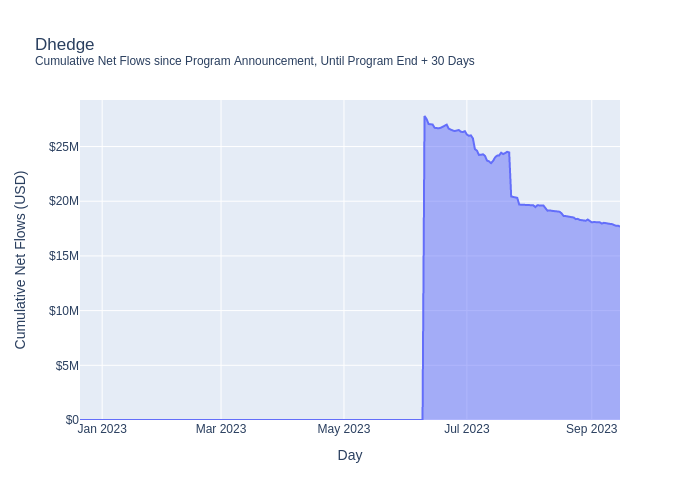 Dhedge
Cumulative Net Flows since Program Announcement, Until Program End + 30 Days
Cumulative Net Flows (USD)
$25M
$20M
$15M
$10M
$5M
$0
Jan 2023
Mar 2023
May 2023
Jul 2023
Sep 2023
Day